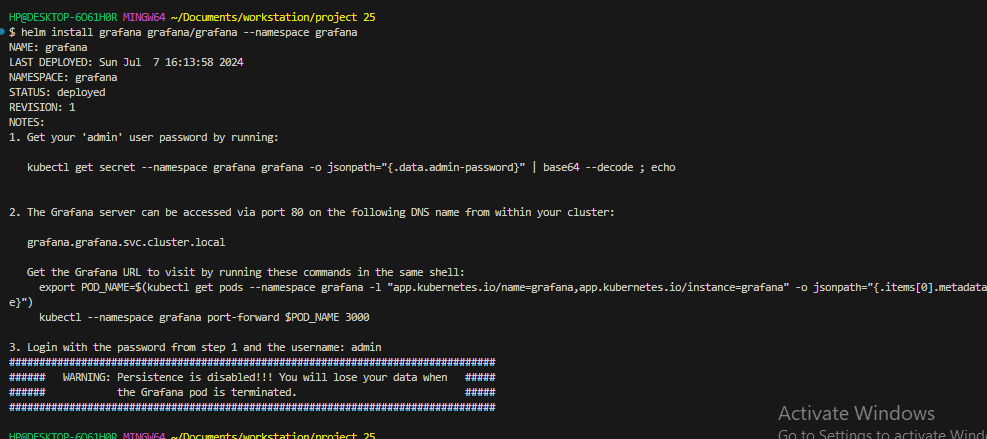 HP@DESKTOP-6O61H0R MINGW64 ~/Documents/workstation/project 25
$ helm install grafana grafana/grafana --namespace grafana
NAME: grafana
LAST DEPLOYED: Sun Jul  7 16:13:58 2024
NAMESPACE: grafana
STATUS: deployed
REVISION: 1
NOTES:
1. Get your 'admin' user password by running:
   kubectl get secret --namespace grafana grafana -o jsonpath="{.data.admin-password}" | base64 --decode ; echo
2. The Grafana server can be accessed via port 80 on the following DNS name from within your cluster:
   grafana.grafana.svc.cluster.local
   Get the Grafana URL to visit by running these commands in the same shell:
     export POD_NAME=$(kubectl get pods --namespace grafana -l "app.kubernetes.io/name=grafana,app.kubernetes.io/instance=grafana" -o jsonpath="{.items[0].metadata
e}")
     kubectl --namespace grafana port-forward $POD_NAME 3000
3. Login with the password from step 1 and the username: admin
#################################################################################
######   WARNING: Persistence is disabled!!! You will lose your data when   #####
######            the Grafana pod is terminated.                            #####
#################################################################################
HP@DESKTOP-6O61H0R MINGW64 ~/Documents/workstation/project 25
Activate Windows
Go to Settings to activate Wind